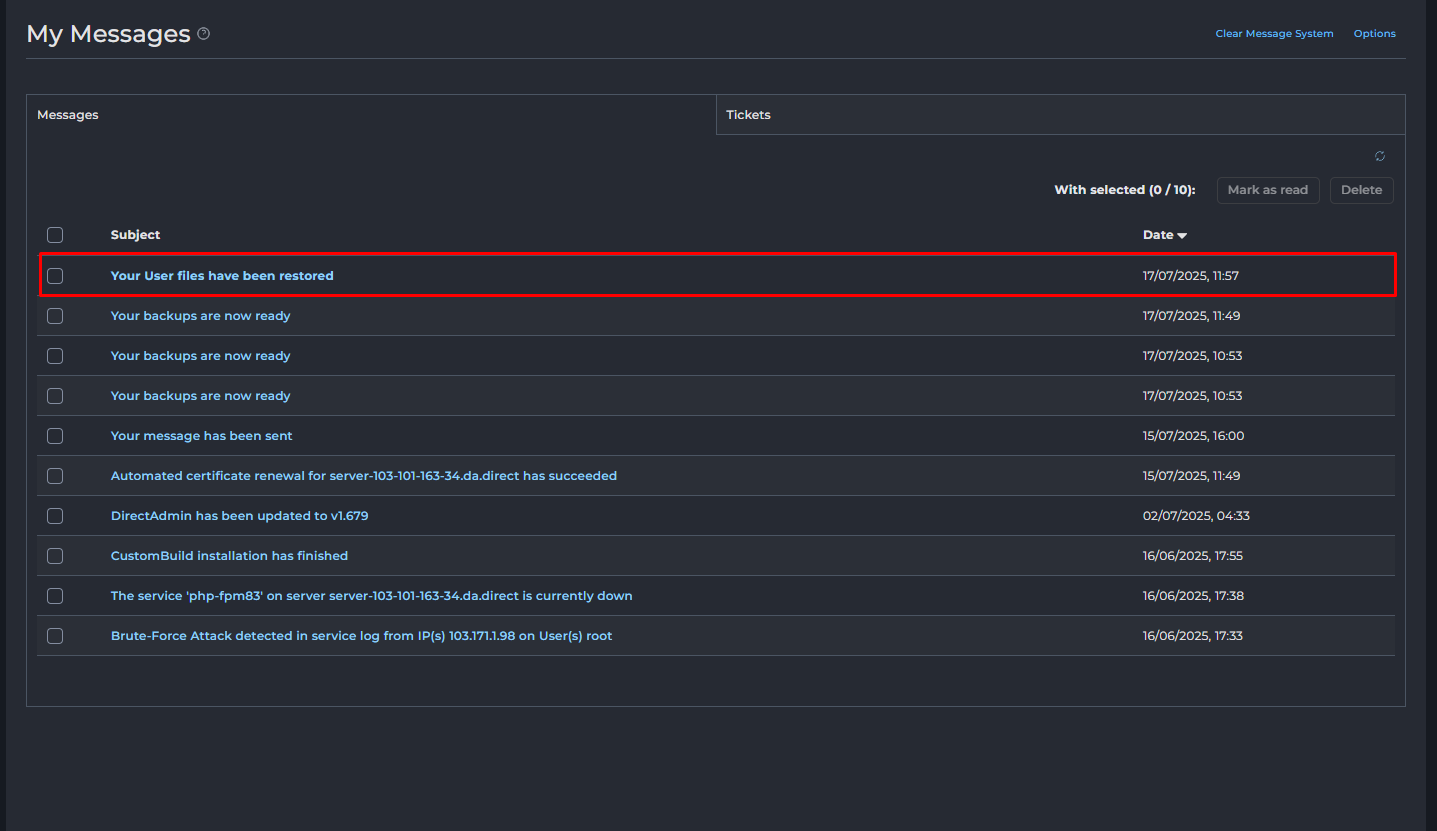 My Messages
Clear Message System Options
Messages Tickets
With selected (0 / 10): Mark as read Delete
Subject Date
Your User files have been restored 17/07/2025, 11:57
Your backups are now ready 17/07/2025, 11:49
Your backups are now ready 17/07/2025, 10:53
Your backups are now ready 17/07/2025, 10:53
Your message has been sent 15/07/2025, 16:00
Automated certificate renewal for server-103-101-163-34.da.direct has succeeded 15/07/2025, 11:49
DirectAdmin has been updated to v1.679 02/07/2025, 04:33
CustomBuild installation has finished 16/06/2025, 17:55
The service 'php-fpm83' on server server-103-101-163-34.da.direct is currently down 16/06/2025, 17:38
Brute-Force Attack detected in service log from IP(s) 103.171.1.98 on User(s) root 16/06/2025, 17:33